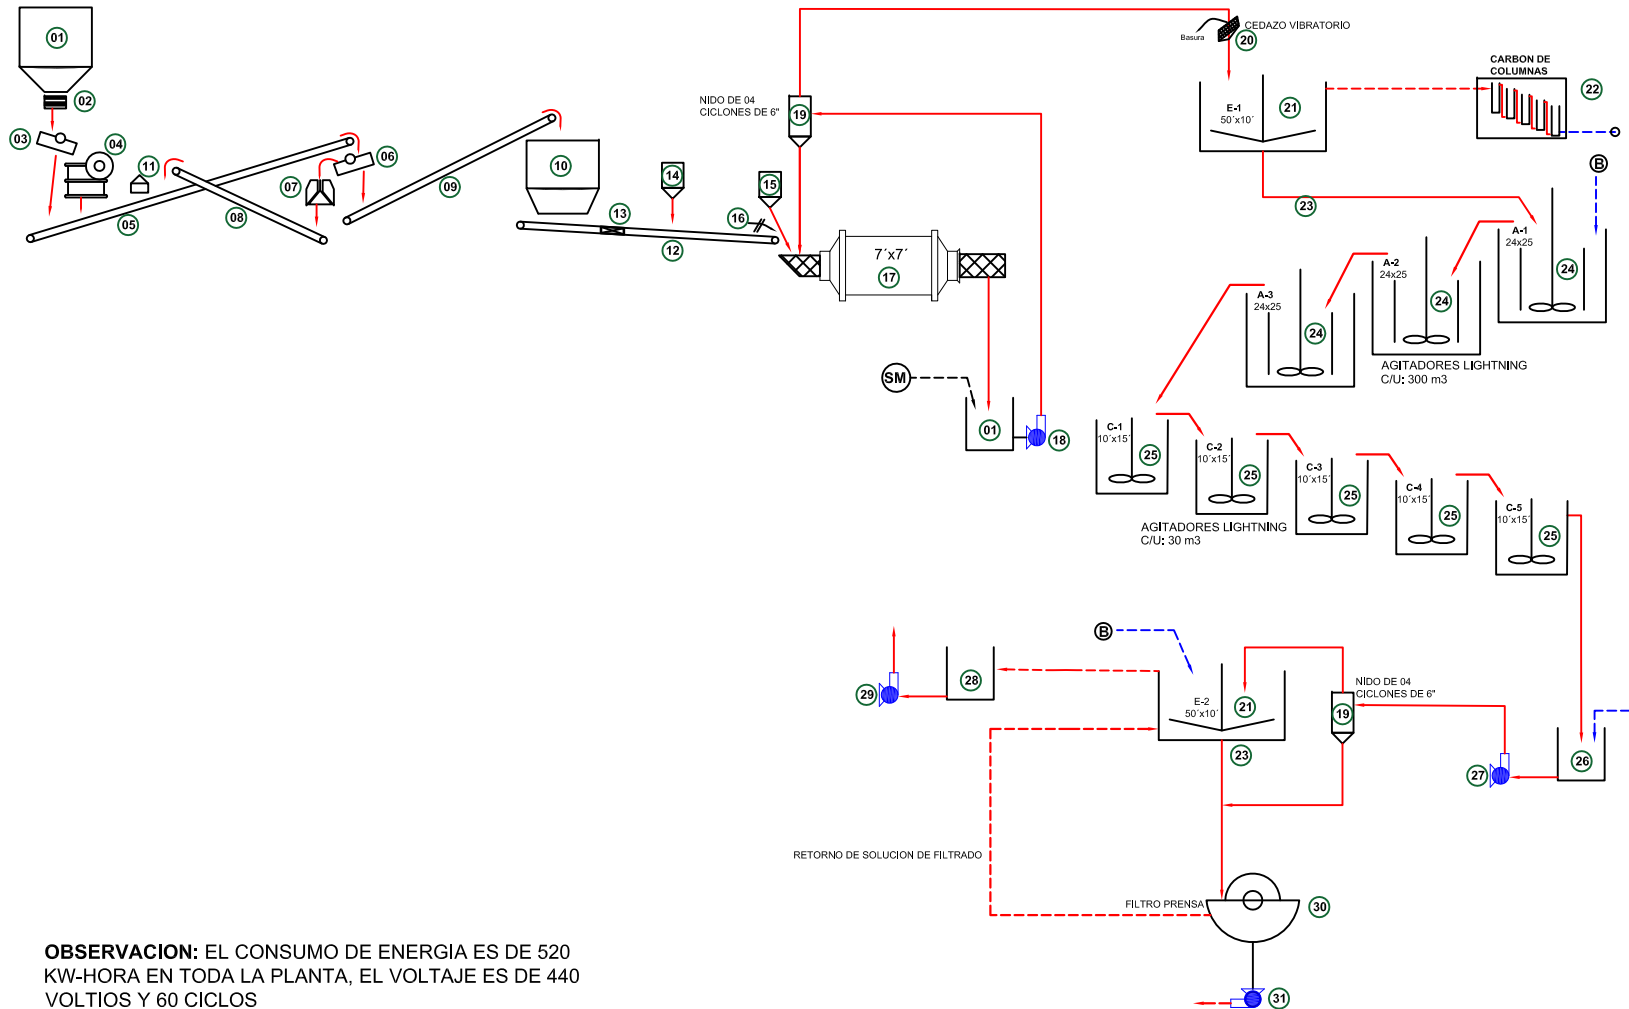 01
02
03
04
11
05
08
07
06
09
10
13
12
14
15
16
NIDO DE 04
CICLONES DE 6"
19
7´x7´
17
Basura
CEDAZO VIBRATORIO
20
E-1
50´x10´
21
CARBON DE
COLUMNAS
22
B
23
A-1
24x25
24
A-2
24x25
24
A-3
24x25
24
AGITADORES LIGHTNING
C/U: 300 m3
SM
01
18
C-1
10´x15´
25
C-2
10´x15´
25
C-3
10´x15´
25
C-4
10´x15´
25
C-5
10´x15´
25
AGITADORES LIGHTNING
C/U: 30 m3
B
29
28
E-2
50´x10´
21
23
NIDO DE 04
CICLONES DE 6"
19
27
26
RETORNO DE SOLUCION DE FILTRADO
FILTRO PRENSA
30
31
OBSERVACION: EL CONSUMO DE ENERGIA ES DE 520
KW-HORA EN TODA LA PLANTA, EL VOLTAJE ES DE 440
VOLTIOS Y 60 CICLOS